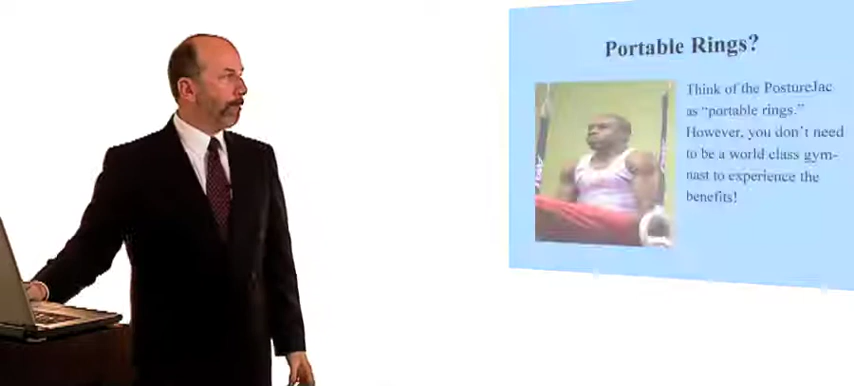 Portable Rings?
Think of the PostureJac
as “portable rings.”
However, you don’t need
to be a world class gym-
nast to experience the
benefits!